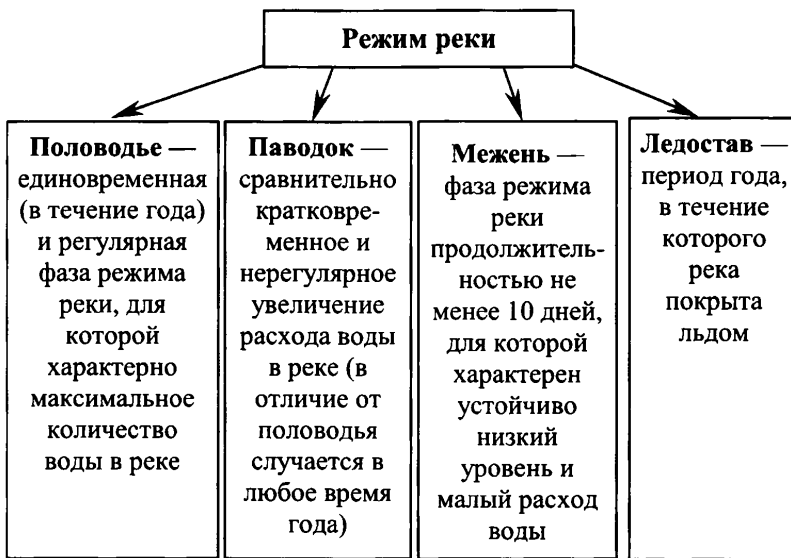 Режим реки
Половодье —
единовременная
(в течение года)
и регулярная
фаза режима
реки, для
которой
характерно
максимальное
количество
воды в реке
Паводок —
сравнительно
кратковре-
менное и
нерегулярное
увеличение
расхода воды
в реке (в
отличие от
половодья
случается в
любое время
года)
Межень —
фаза режима
реки
продолжитель-
ностью не
менее 10 дней,
для которой
характерен
устойчиво
низкий
уровень и
малый расход
воды
Ледостав —
период года,
в течение
которого
река
покрыта
льдом